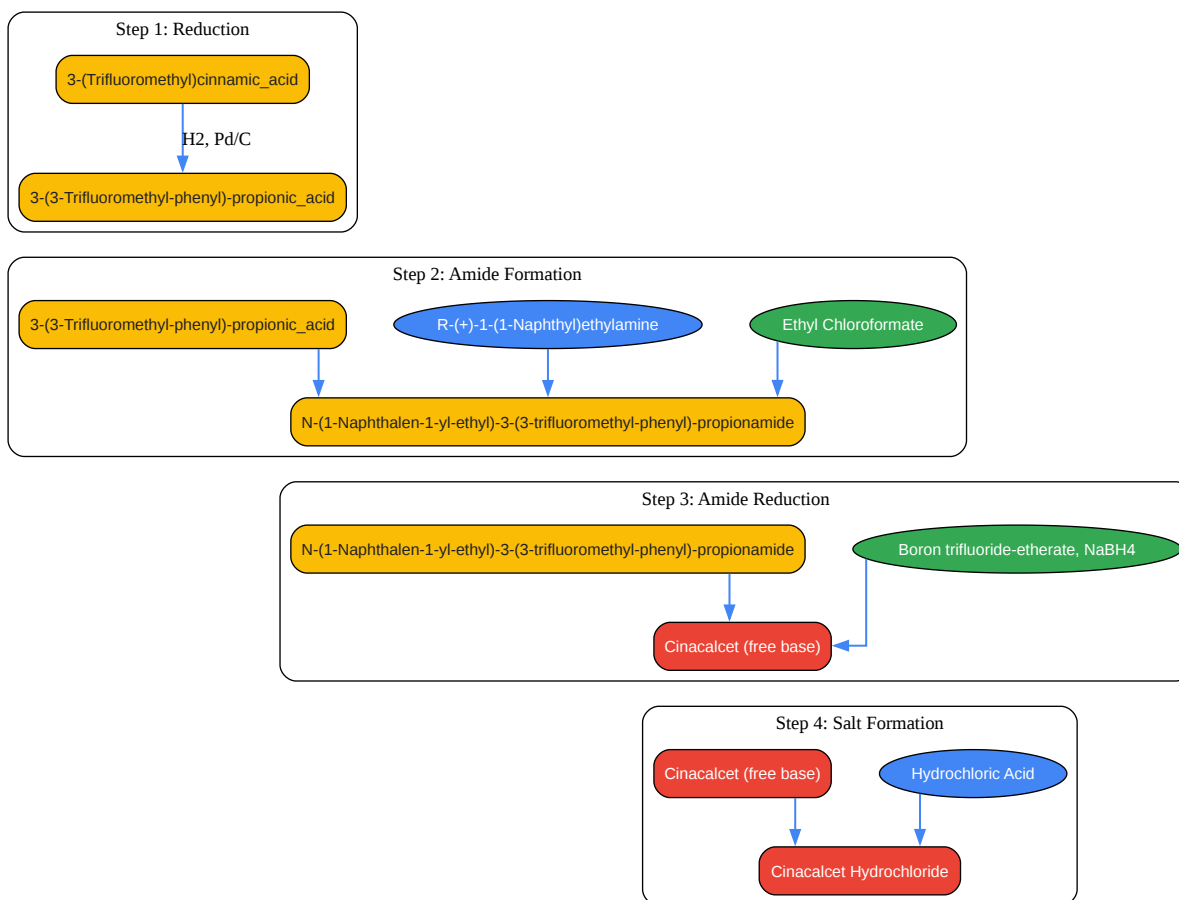 Step 1: Reduction
3-(Trifluoromethyl)cinnamic_acid
H2, Pd/C
3-(3-Trifluoromethyl-phenyl)-propionic_acid
Step 2: Amide Formation
3-(3-Trifluoromethyl-phenyl)-propionic_acid
R-(+)-1-(1-Naphthyl)ethylamine
Ethyl Chloroformate
N-(1-Naphthalen-1-yl-ethyl)-3-(3-trifluoromethyl-phenyl)-propionamide
Step 3: Amide Reduction
N-(1-Naphthalen-1-yl-ethyl)-3-(3-trifluoromethyl-phenyl)-propionamide
Boron trifluoride-etherate, NaBH4
Cinacalcet (free base)
Step 4: Salt Formation
Cinacalcet (free base)
Hydrochloric Acid
Cinacalcet Hydrochloride